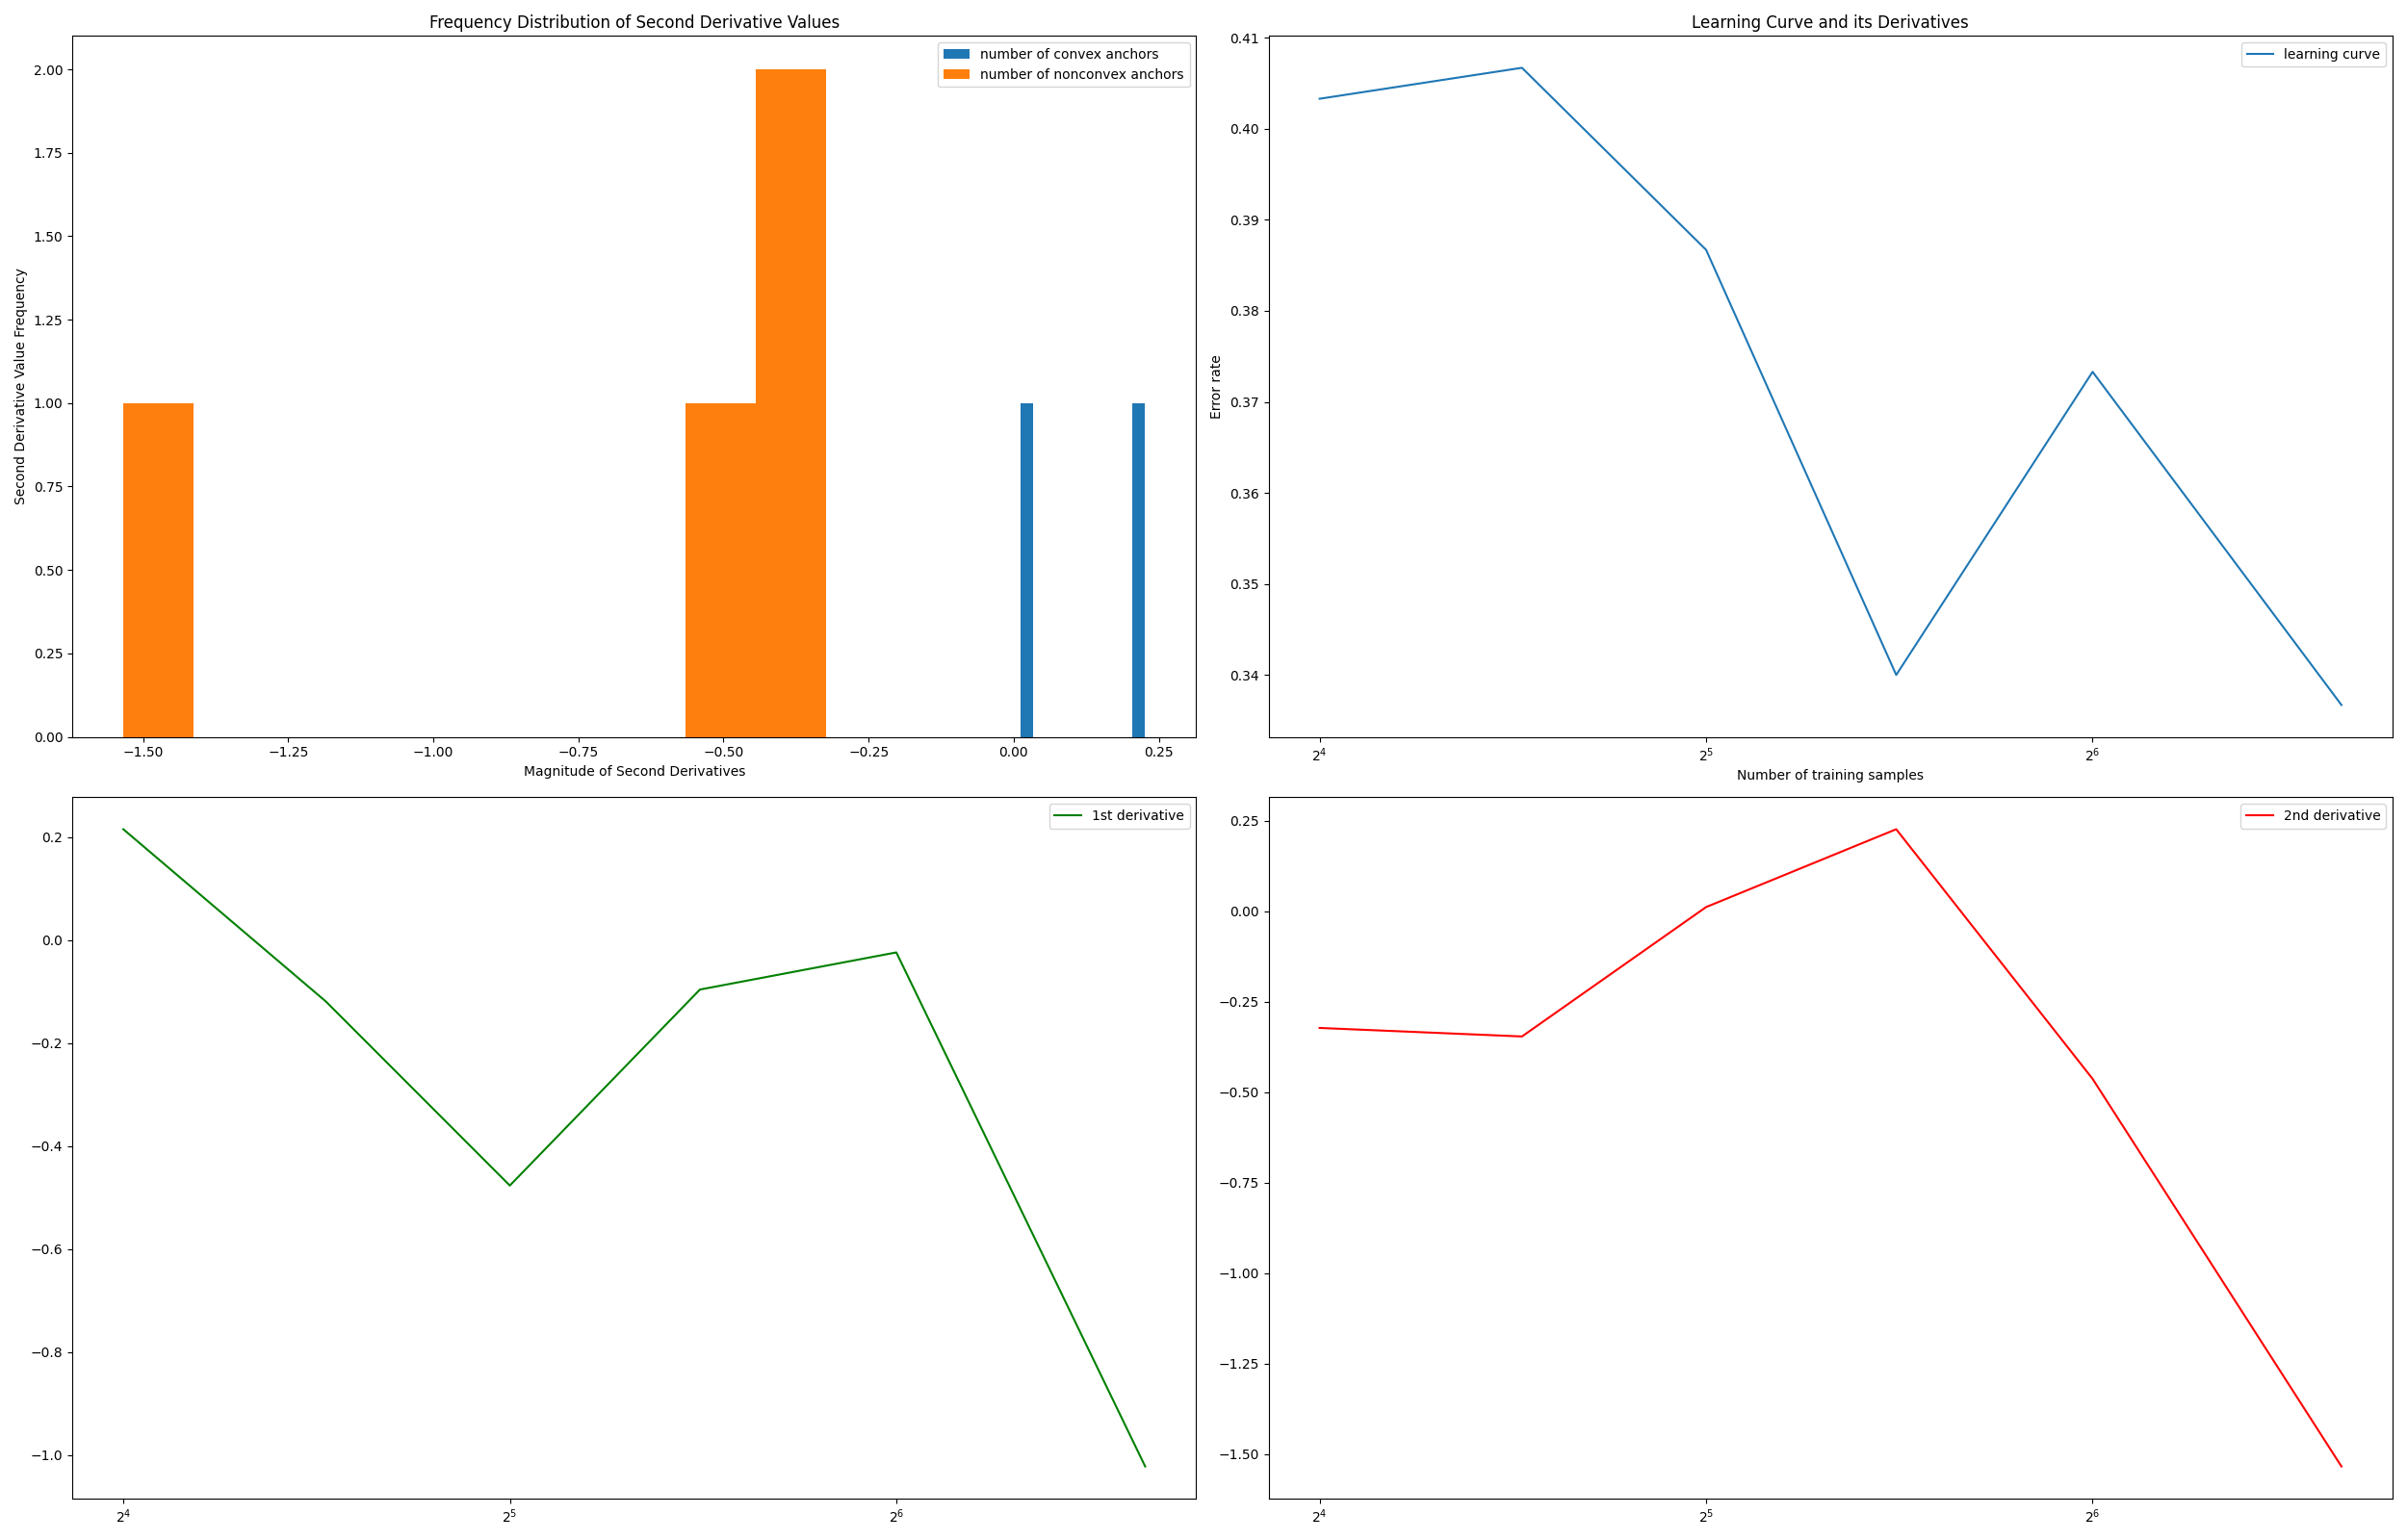 Frequency Distribution of Second Derivative Values
number of convex anchors
number of nonconvex anchors
Second Derivative Value Frequency
2.00
1.75
1.50
1.25
1.00
0.75
0.50
0.25
0.00
−1.50 −1.25 −1.00 −0.75 −0.50 −0.25 0.00 0.25
Magnitude of Second Derivatives
Learning Curve and its Derivatives
learning curve
Error rate
0.41
0.40
0.39
0.38
0.37
0.36
0.35
0.34
2⁴ 2⁵ 2⁶
Number of training samples
1st derivative
0.2
0.0
−0.2
−0.4
−0.6
−0.8
−1.0
2⁴ 2⁵ 2⁶
2nd derivative
0.25
0.00
−0.25
−0.50
−0.75
−1.00
−1.25
−1.50
2⁴ 2⁵ 2⁶